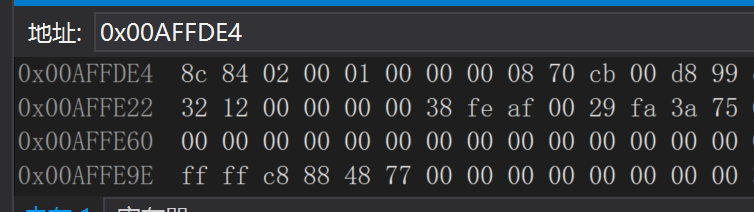 地址: 0x00AFFDE4
0x00AFFDE4 8c 84 02 00 01 00 00 00 08 70 cb 00 d8 99
0x00AFFE22 32 12 00 00 00 00 38 fe af 00 29 fa 3a 75
0x00AFFE60 00 00 00 00 00 00 00 00 00 00 00 00 00 00
0x00AFFE9E ff ff c8 88 48 77 00 00 00 00 00 00 00 00